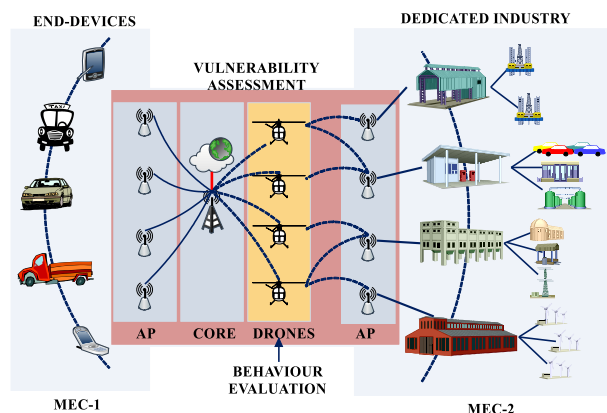 END-DEVICES
DEDICATED INDUSTRY
VULNERABILITY
ASSESSMENT
TAXI
AP
CORE
DRONES
AP
BEHAVIOUR
EVALUATION
MEC-1
MEC-2